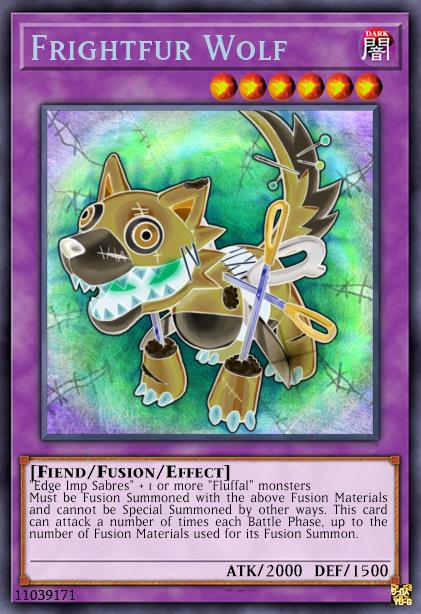 FRIGHTFUR WOLF
DARK
闇
[FIEND/FUSION/EFFECT]
"Edge Imp Sabres" + 1 or more "Fluffal" monsters
Must be Fusion Summoned with the above Fusion Materials
and cannot be Special Summoned by other ways. This card
can attack a number of times each Battle Phase, up to the
number of Fusion Materials used for its Fusion Summon.
ATK/2000 DEF/1500
11039171